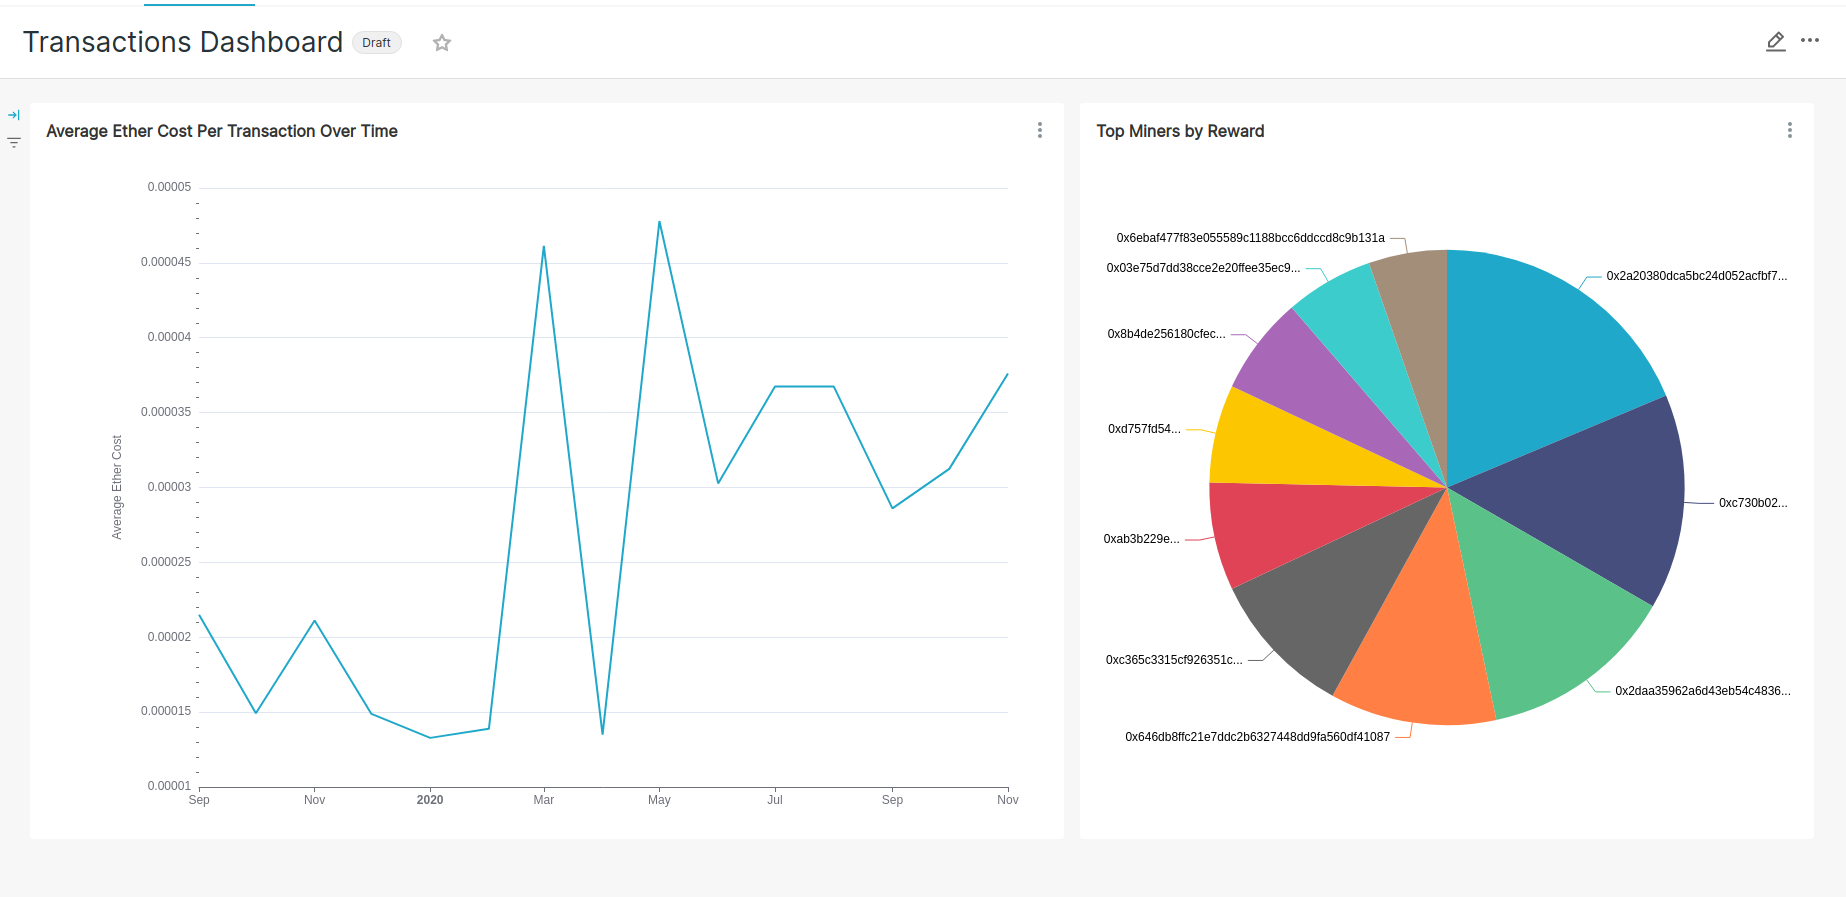 Transactions Dashboard Draft
Average Ether Cost Per Transaction Over Time
0.00005
0.000045
0.00004
0.000035
0.00003
0.000025
0.00002
0.000015
0.00001
Average Ether Cost
Sep Nov 2020 Mar May Jul Sep Nov
Top Miners by Reward
0x6ebaf477f83e055589c1188bcc6ddccd8c9b131a
0x03e75d7dd38cce2e20ffee35ec9...
0x2a20380dca5bc24d052acfbf7...
0x8b4de256180cfec...
0xd757fd54...
0xc730b02...
0xab3b229e...
0xc365c3315cf926351c...
0x2daa35962a6d43eb54c4836...
0x646db8ffc21e7ddc2b6327448dd9fa560df41087